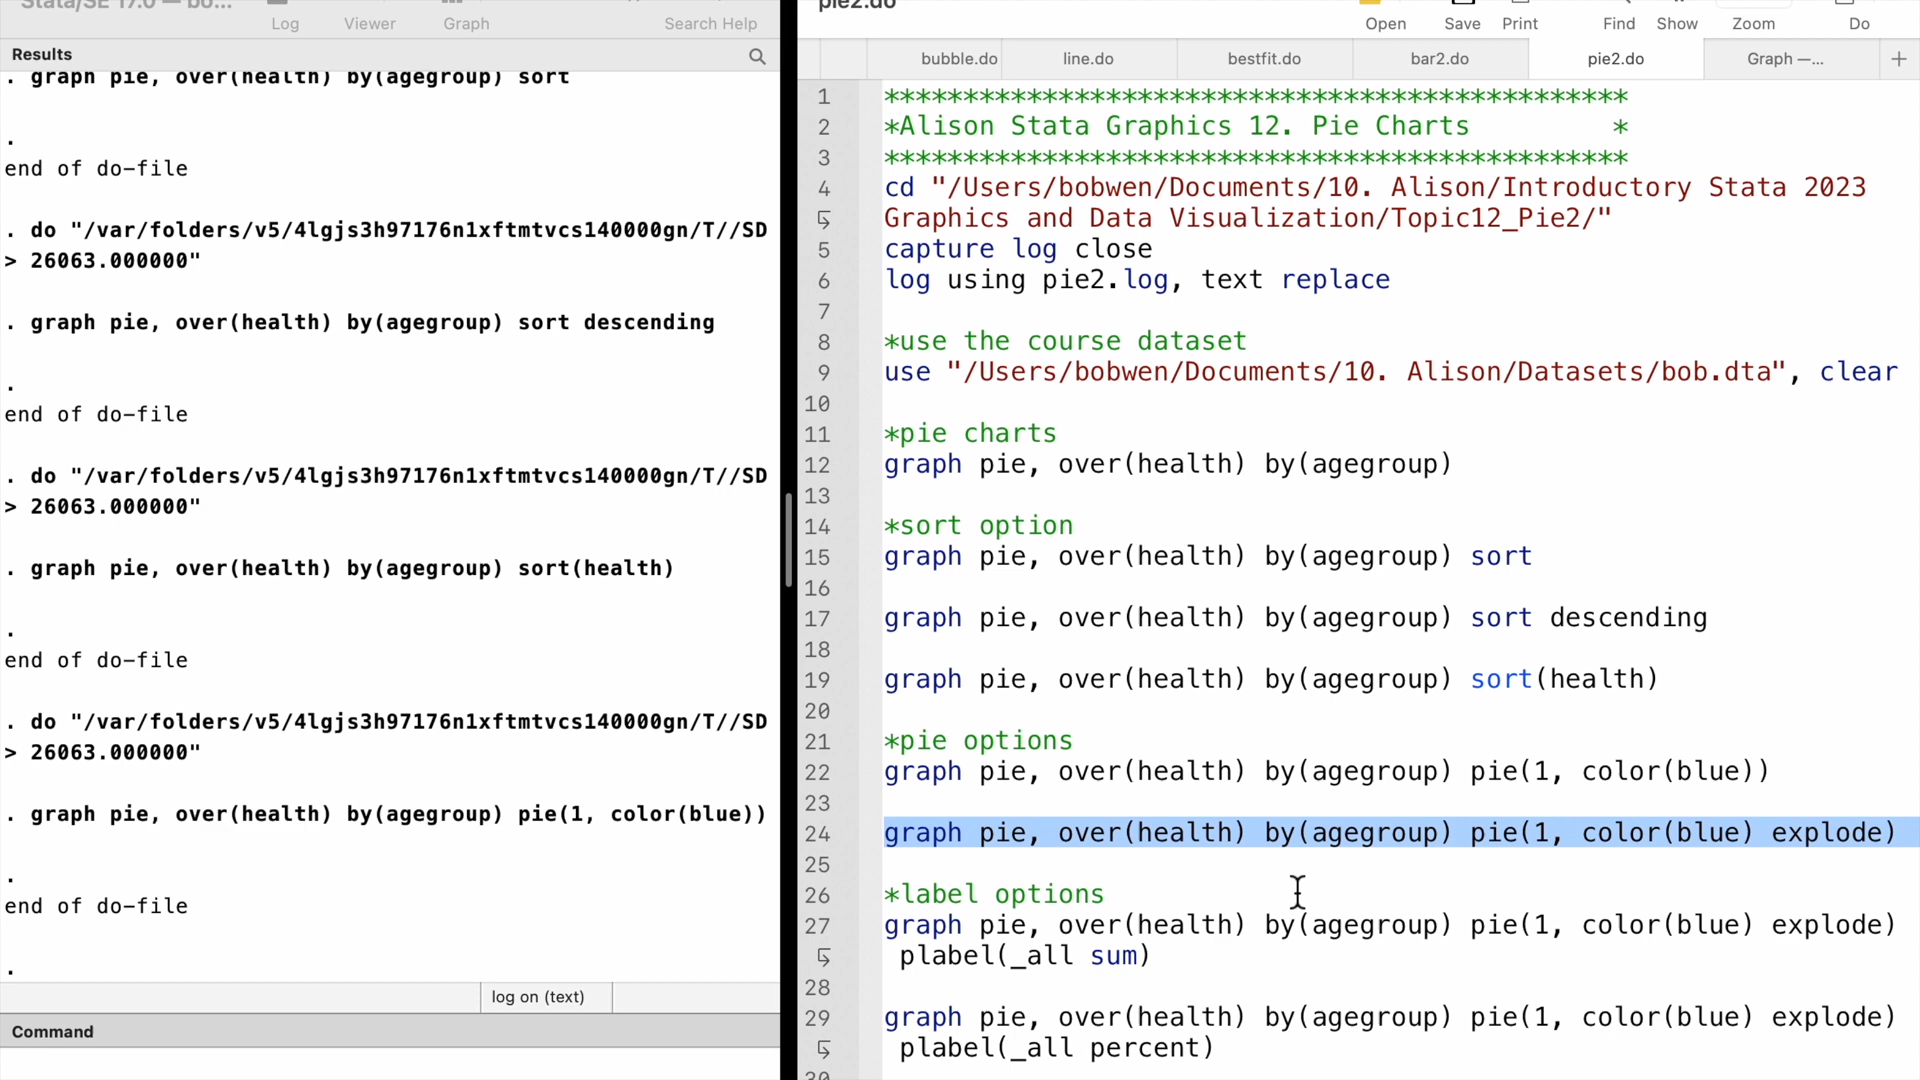 Stata/SE 17.0 — bo...
Log Viewer Graph Search Help
Results
. graph pie, over(health) by(agegroup) sort
.
end of do-file
. do "/var/folders/v5/4lgjs3h97176n1xftmtvcs140000gn/T//SD
> 26063.000000"
. graph pie, over(health) by(agegroup) sort descending
.
end of do-file
. do "/var/folders/v5/4lgjs3h97176n1xftmtvcs140000gn/T//SD
> 26063.000000"
. graph pie, over(health) by(agegroup) sort(health)
.
end of do-file
. do "/var/folders/v5/4lgjs3h97176n1xftmtvcs140000gn/T//SD
> 26063.000000"
. graph pie, over(health) by(agegroup) pie(1, color(blue))
.
end of do-file
.
log on (text)
Command
pie2.do
Open Save Print Find Show Zoom Do
bubble.do line.do bestfit.do bar2.do pie2.do Graph —... +
1 ***********************************************
2 *Alison Stata Graphics 12. Pie Charts *
3 ***********************************************
4 cd "/Users/bobwen/Documents/10. Alison/Introductory Stata 2023
Graphics and Data Visualization/Topic12_Pie2/"
5 capture log close
6 log using pie2.log, text replace
7
8 *use the course dataset
9 use "/Users/bobwen/Documents/10. Alison/Datasets/bob.dta", clear
10
11 *pie charts
12 graph pie, over(health) by(agegroup)
13
14 *sort option
15 graph pie, over(health) by(agegroup) sort
16
17 graph pie, over(health) by(agegroup) sort descending
18
19 graph pie, over(health) by(agegroup) sort(health)
20
21 *pie options
22 graph pie, over(health) by(agegroup) pie(1, color(blue))
23
24 graph pie, over(health) by(agegroup) pie(1, color(blue) explode)
25
26 *label options
27 graph pie, over(health) by(agegroup) pie(1, color(blue) explode)
plabel(_all sum)
28
29 graph pie, over(health) by(agegroup) pie(1, color(blue) explode)
plabel(_all percent)
30